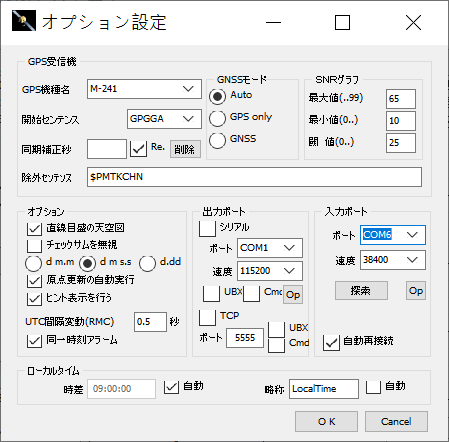 オプション設定
GPS受信機
GPS機種名 M-241
開始センテンス GPGGA
同期補正秒 Re. 削除
除外センテンス $PMTKCHN
GNSSモード
Auto
GPS only
GNSS
SNRグラフ
最大値(..99) 65
最小値(0..) 10
閾 値(0..) 25
オプション
直線目盛の天空図
チェックサムを無視
d m.m d m s.s d.dd
原点更新の自動実行
ヒント表示を行う
UTC間隔変動(RMC) 0.5 秒
同一時刻アラーム
出力ポート
シリアル
ポート COM1
速度 115200
UBX Cmd Op
TCP
ポート 5555 UBX
Cmd
入力ポート
ポート COM6
速度 38400
探索 Op
自動再接続
ローカルタイム
時差 09:00:00 自動 略称 LocalTime 自動
OK Cancel